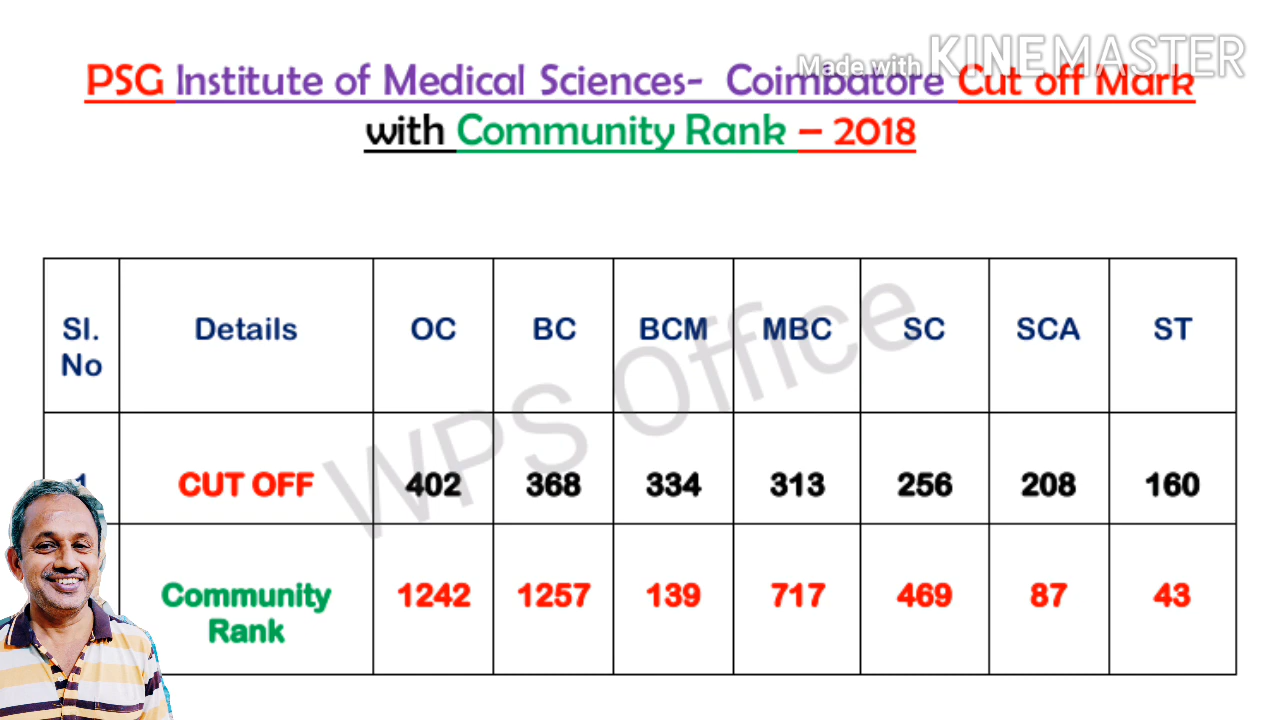 Made with KINEMASTER
PSG Institute of Medical Sciences- Coimbatore Cut off Mark
with Community Rank – 2018
Sl. No Details OC BC BCM MBC SC SCA ST
1 CUT OFF 402 368 334 313 256 208 160
Community Rank 1242 1257 139 717 469 87 43
WPS Office